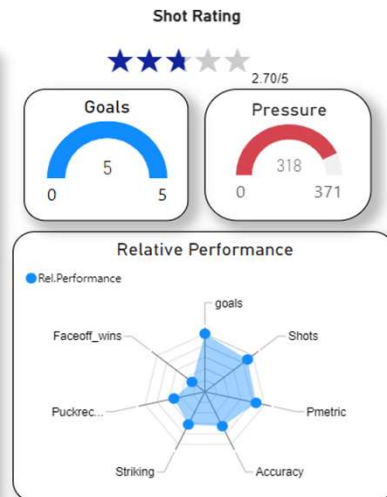 Shot Rating
2.70/5
Goals
5
0 5
Pressure
318
0 371
Relative Performance
Rel.Performance
goals
Shots
Pmetric
Accuracy
Striking
Puckrec...
Faceoff_wins